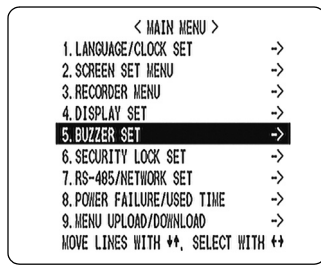 < MAIN MENU >
1. LANGUAGE/CLOCK SET ->
2. SCREEN SET MENU ->
3. RECORDER MENU ->
4. DISPLAY SET ->
5. BUZZER SET ->
6. SECURITY LOCK SET ->
7. RS-485/NETWORK SET ->
8. POWER FAILURE/USED TIME ->
9. MENU UPLOAD/DOWNLOAD ->
MOVE LINES WITH ↓↑, SELECT WITH ←→